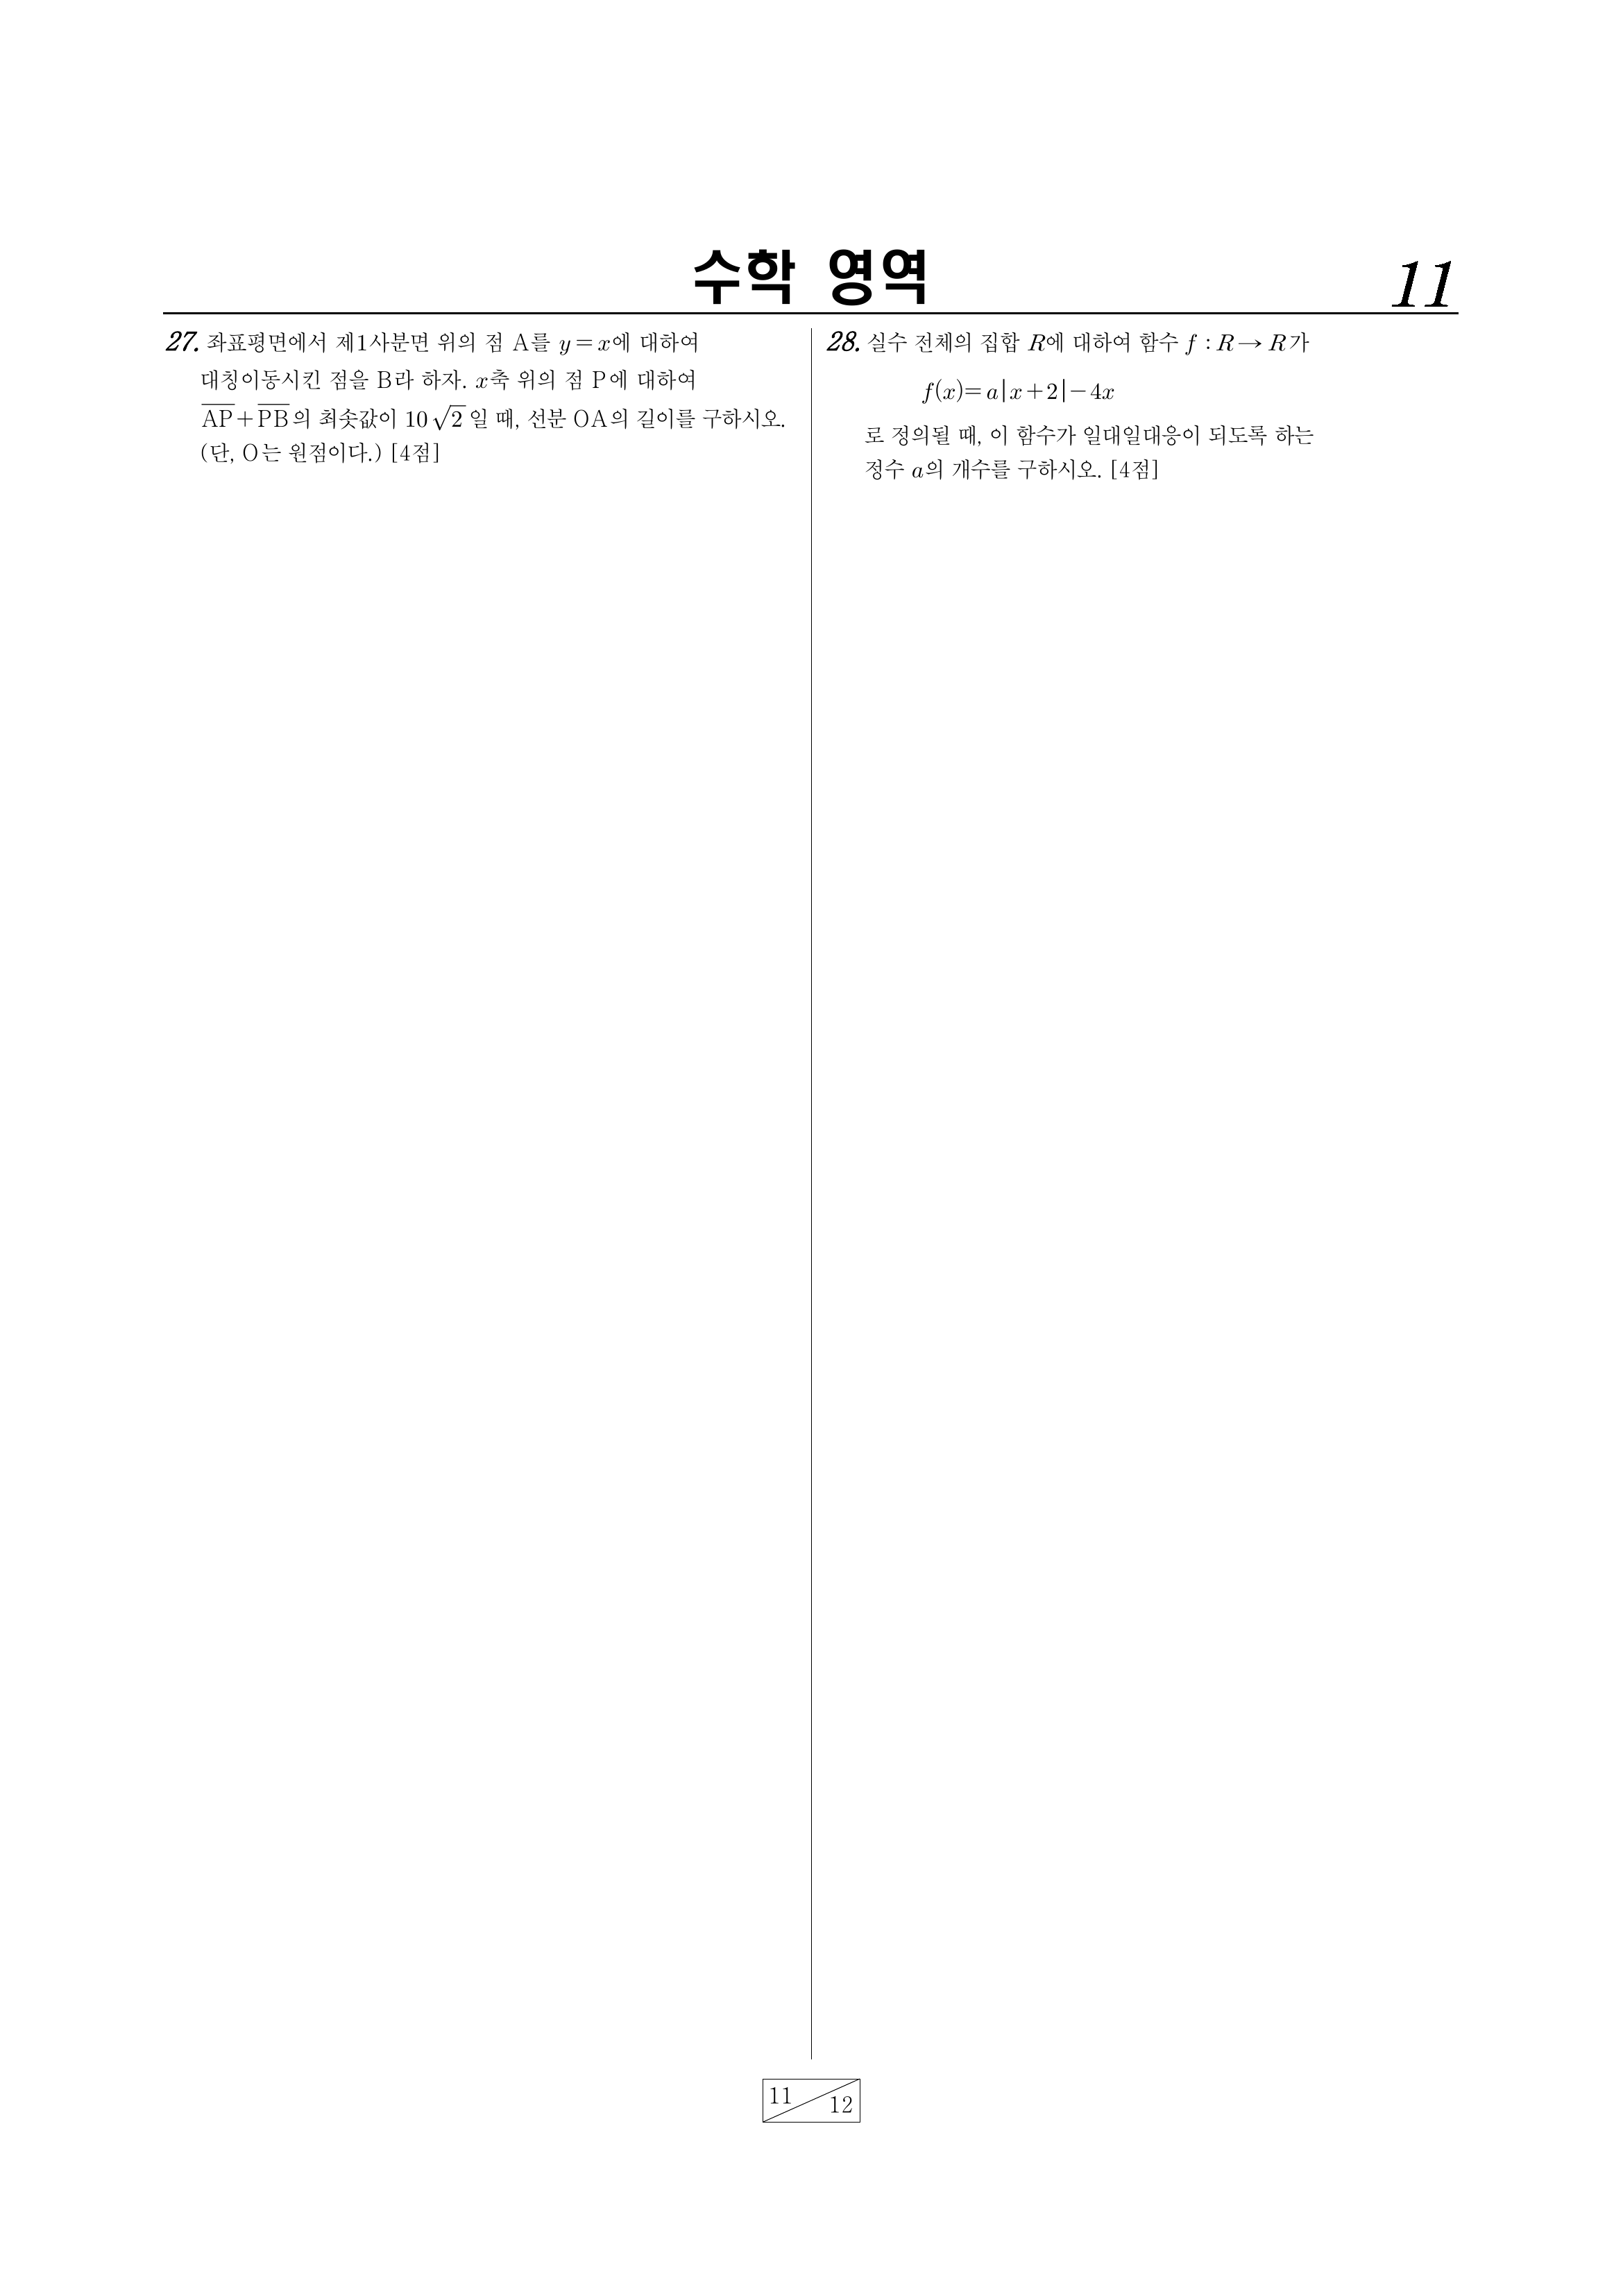 수학 영역
11
27. 좌표평면에서 제1사분면 위의 점 A를 y=x에 대하여
대칭이동시킨 점을 B라 하자. x축 위의 점 P에 대하여
\overline{AP}+\overline{PB}의 최솟값이 10√2 일 때, 선분 OA의 길이를 구하시오.
(단, O는 원점이다.) [4점]
28. 실수 전체의 집합 R에 대하여 함수 f : R→R가
f(x)=a|x+2|-4x
로 정의될 때, 이 함수가 일대일대응이 되도록 하는
정수 a의 개수를 구하시오. [4점]
11
12